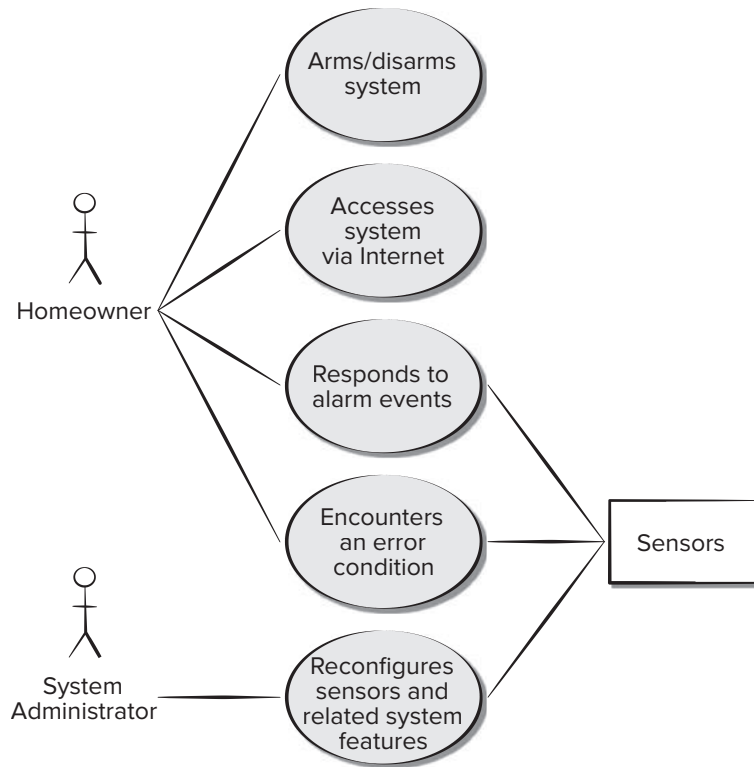 Arms/disarms
system
Accesses
system
via Internet
Homeowner
Responds to
alarm events
Encounters
an error
condition
Sensors
System
Administrator
Reconfigures
sensors and
related system
features